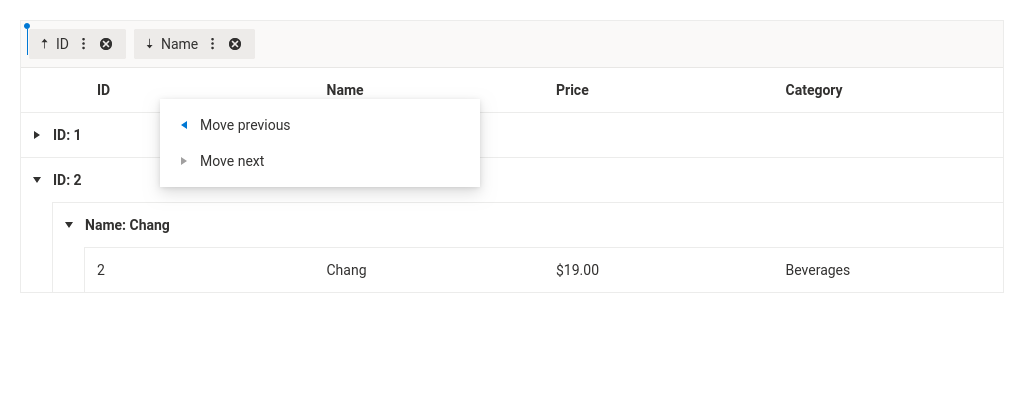 ID Name
ID Name Price Category
Move previous
ID: 1
Move next
ID: 2
Name: Chang
2 Chang $19.00 Beverages